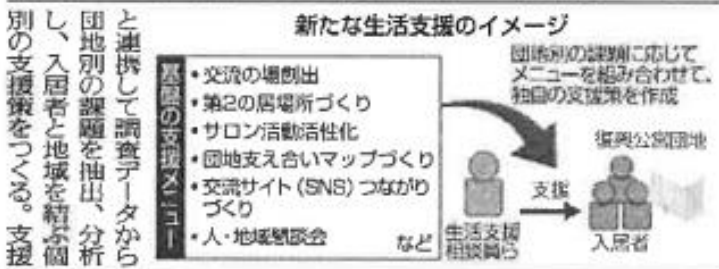 新たな生活支援のイメージ
と連携して調査データから
団地別の課題を抽出、分析
し、入居者と地域を結ぶ個
別の支援策をつくる。支援
基盤の支援メニュー
・交流の場創出
・第2の居場所づくり
・サロン活動活性化
・団地支え合いマップづくり
・交流サイト(SNS)つながり
づくり
・人・地域懇談会
など
団地別の課題に応じて
メニューを組み合わせて、
独自の支援策を作成
復興公営団地
支援
生活支援
相談員ら
入居者